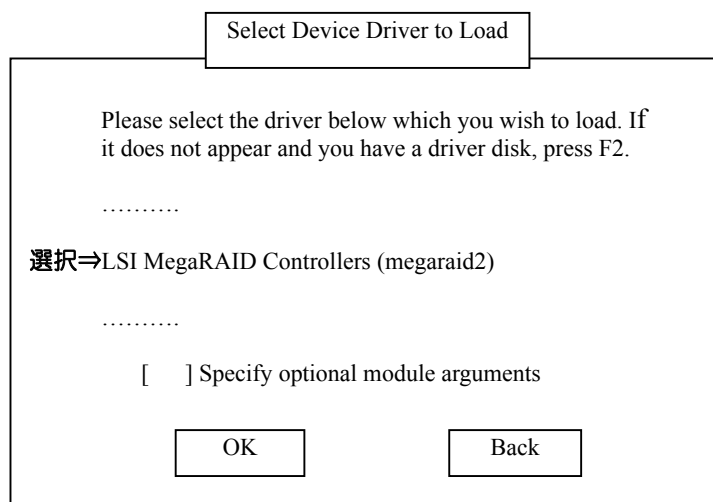 Select Device Driver to Load
Please select the driver below which you wish to load. If
it does not appear and you have a driver disk, press F2.
……….
選択⇒LSI MegaRAID Controllers (megaraid2)
……….
[ ] Specify optional module arguments
OK Back